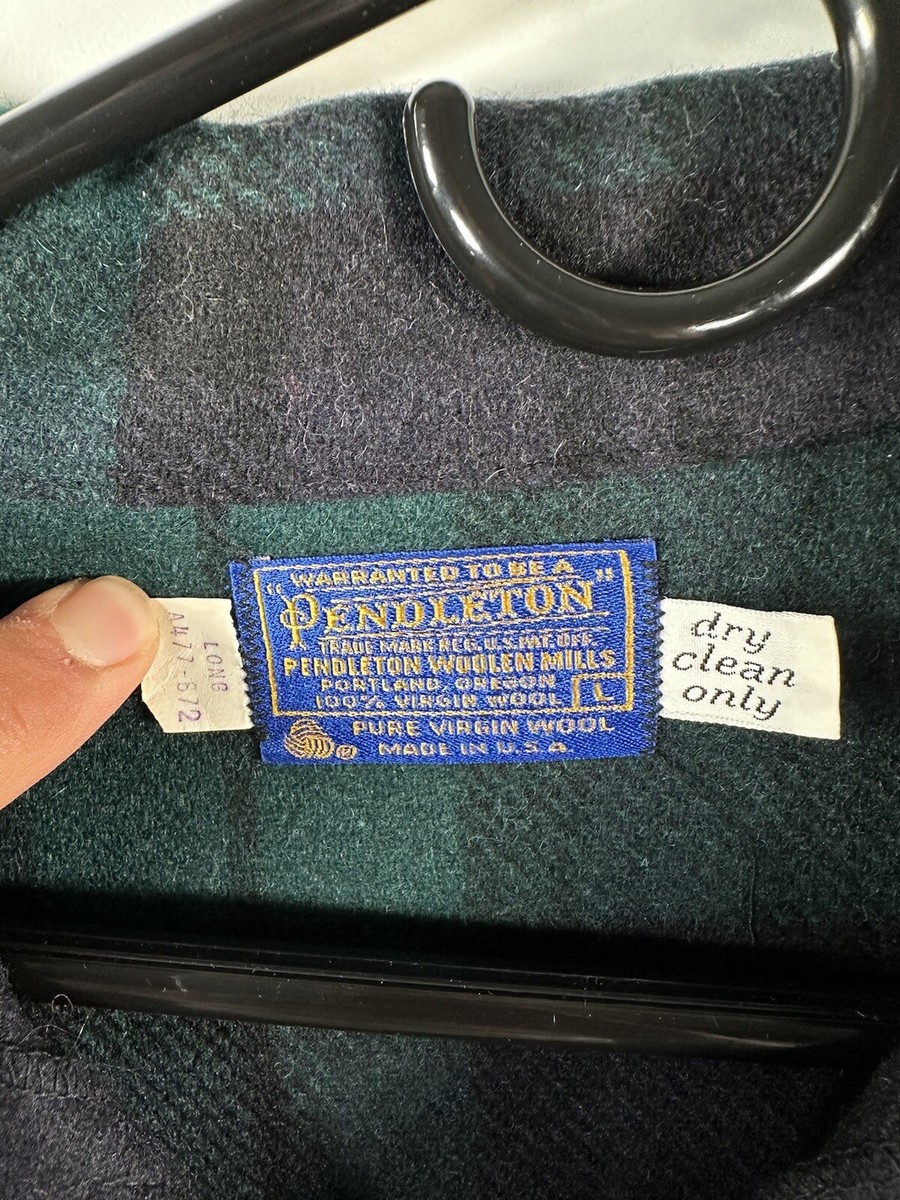 LONG
A477-872
"WARRANTED TO BE A
PENDLETON"
TRADE MARK REG. U.S. PAT. OFF.
PENDLETON WOOLEN MILLS
PORTLAND, OREGON
100% VIRGIN WOOL L
PURE VIRGIN WOOL
® MADE IN U.S.A.
dry
clean
only